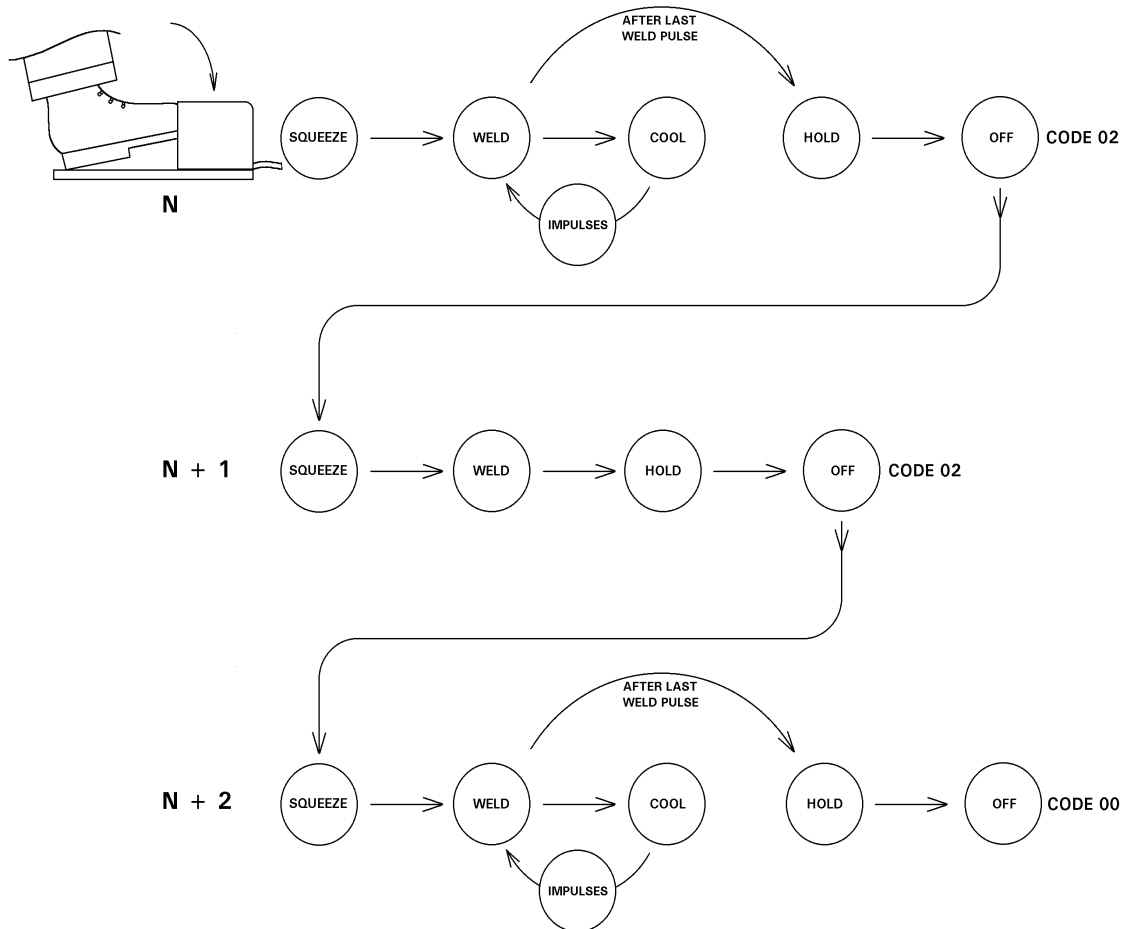 AFTER LAST
WELD PULSE
SQUEEZE
WELD
COOL
HOLD
OFF
CODE 02
N
IMPULSES
N + 1
SQUEEZE
WELD
HOLD
OFF
CODE 02
AFTER LAST
WELD PULSE
N + 2
SQUEEZE
WELD
COOL
HOLD
OFF
CODE 00
IMPULSES